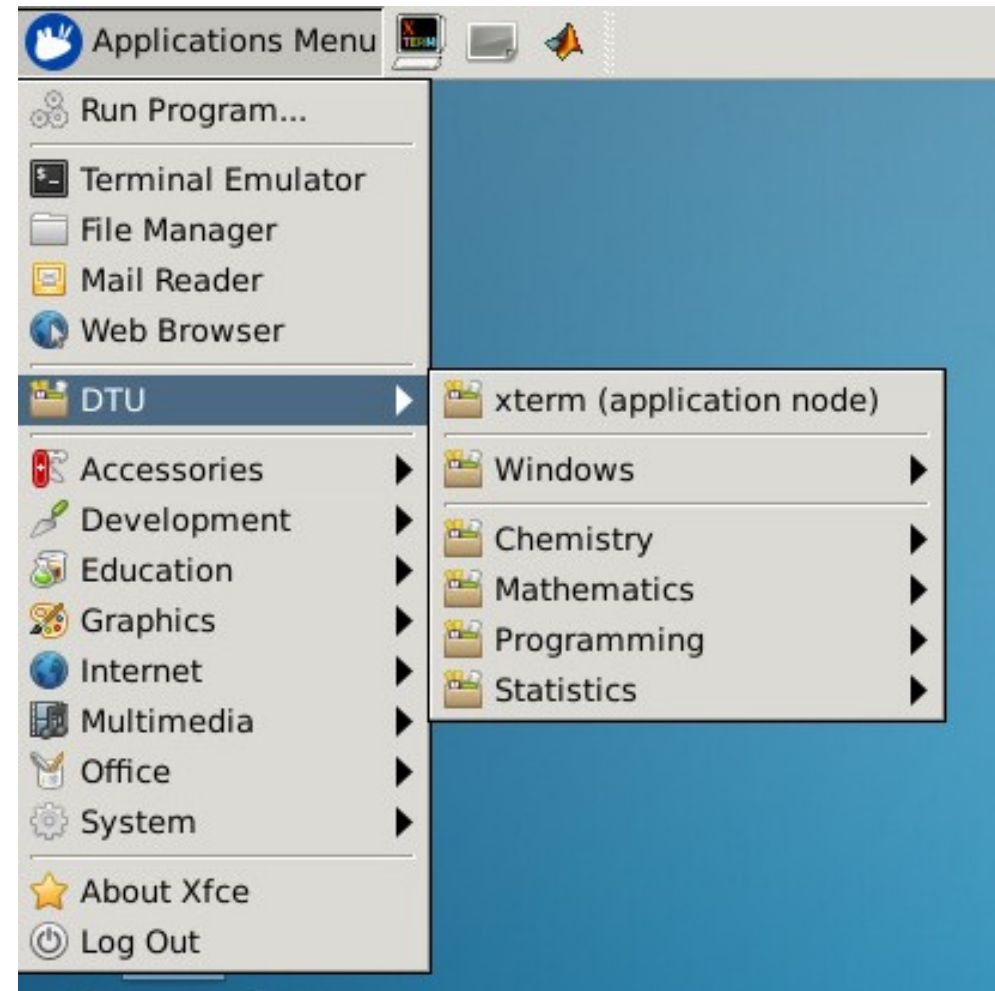 Applications Menu
Run Program...
Terminal Emulator
File Manager
Mail Reader
Web Browser
DTU
Accessories
Development
Education
Graphics
Internet
Multimedia
Office
System
About Xfce
Log Out
xterm (application node)
Windows
Chemistry
Mathematics
Programming
Statistics
X
TERM